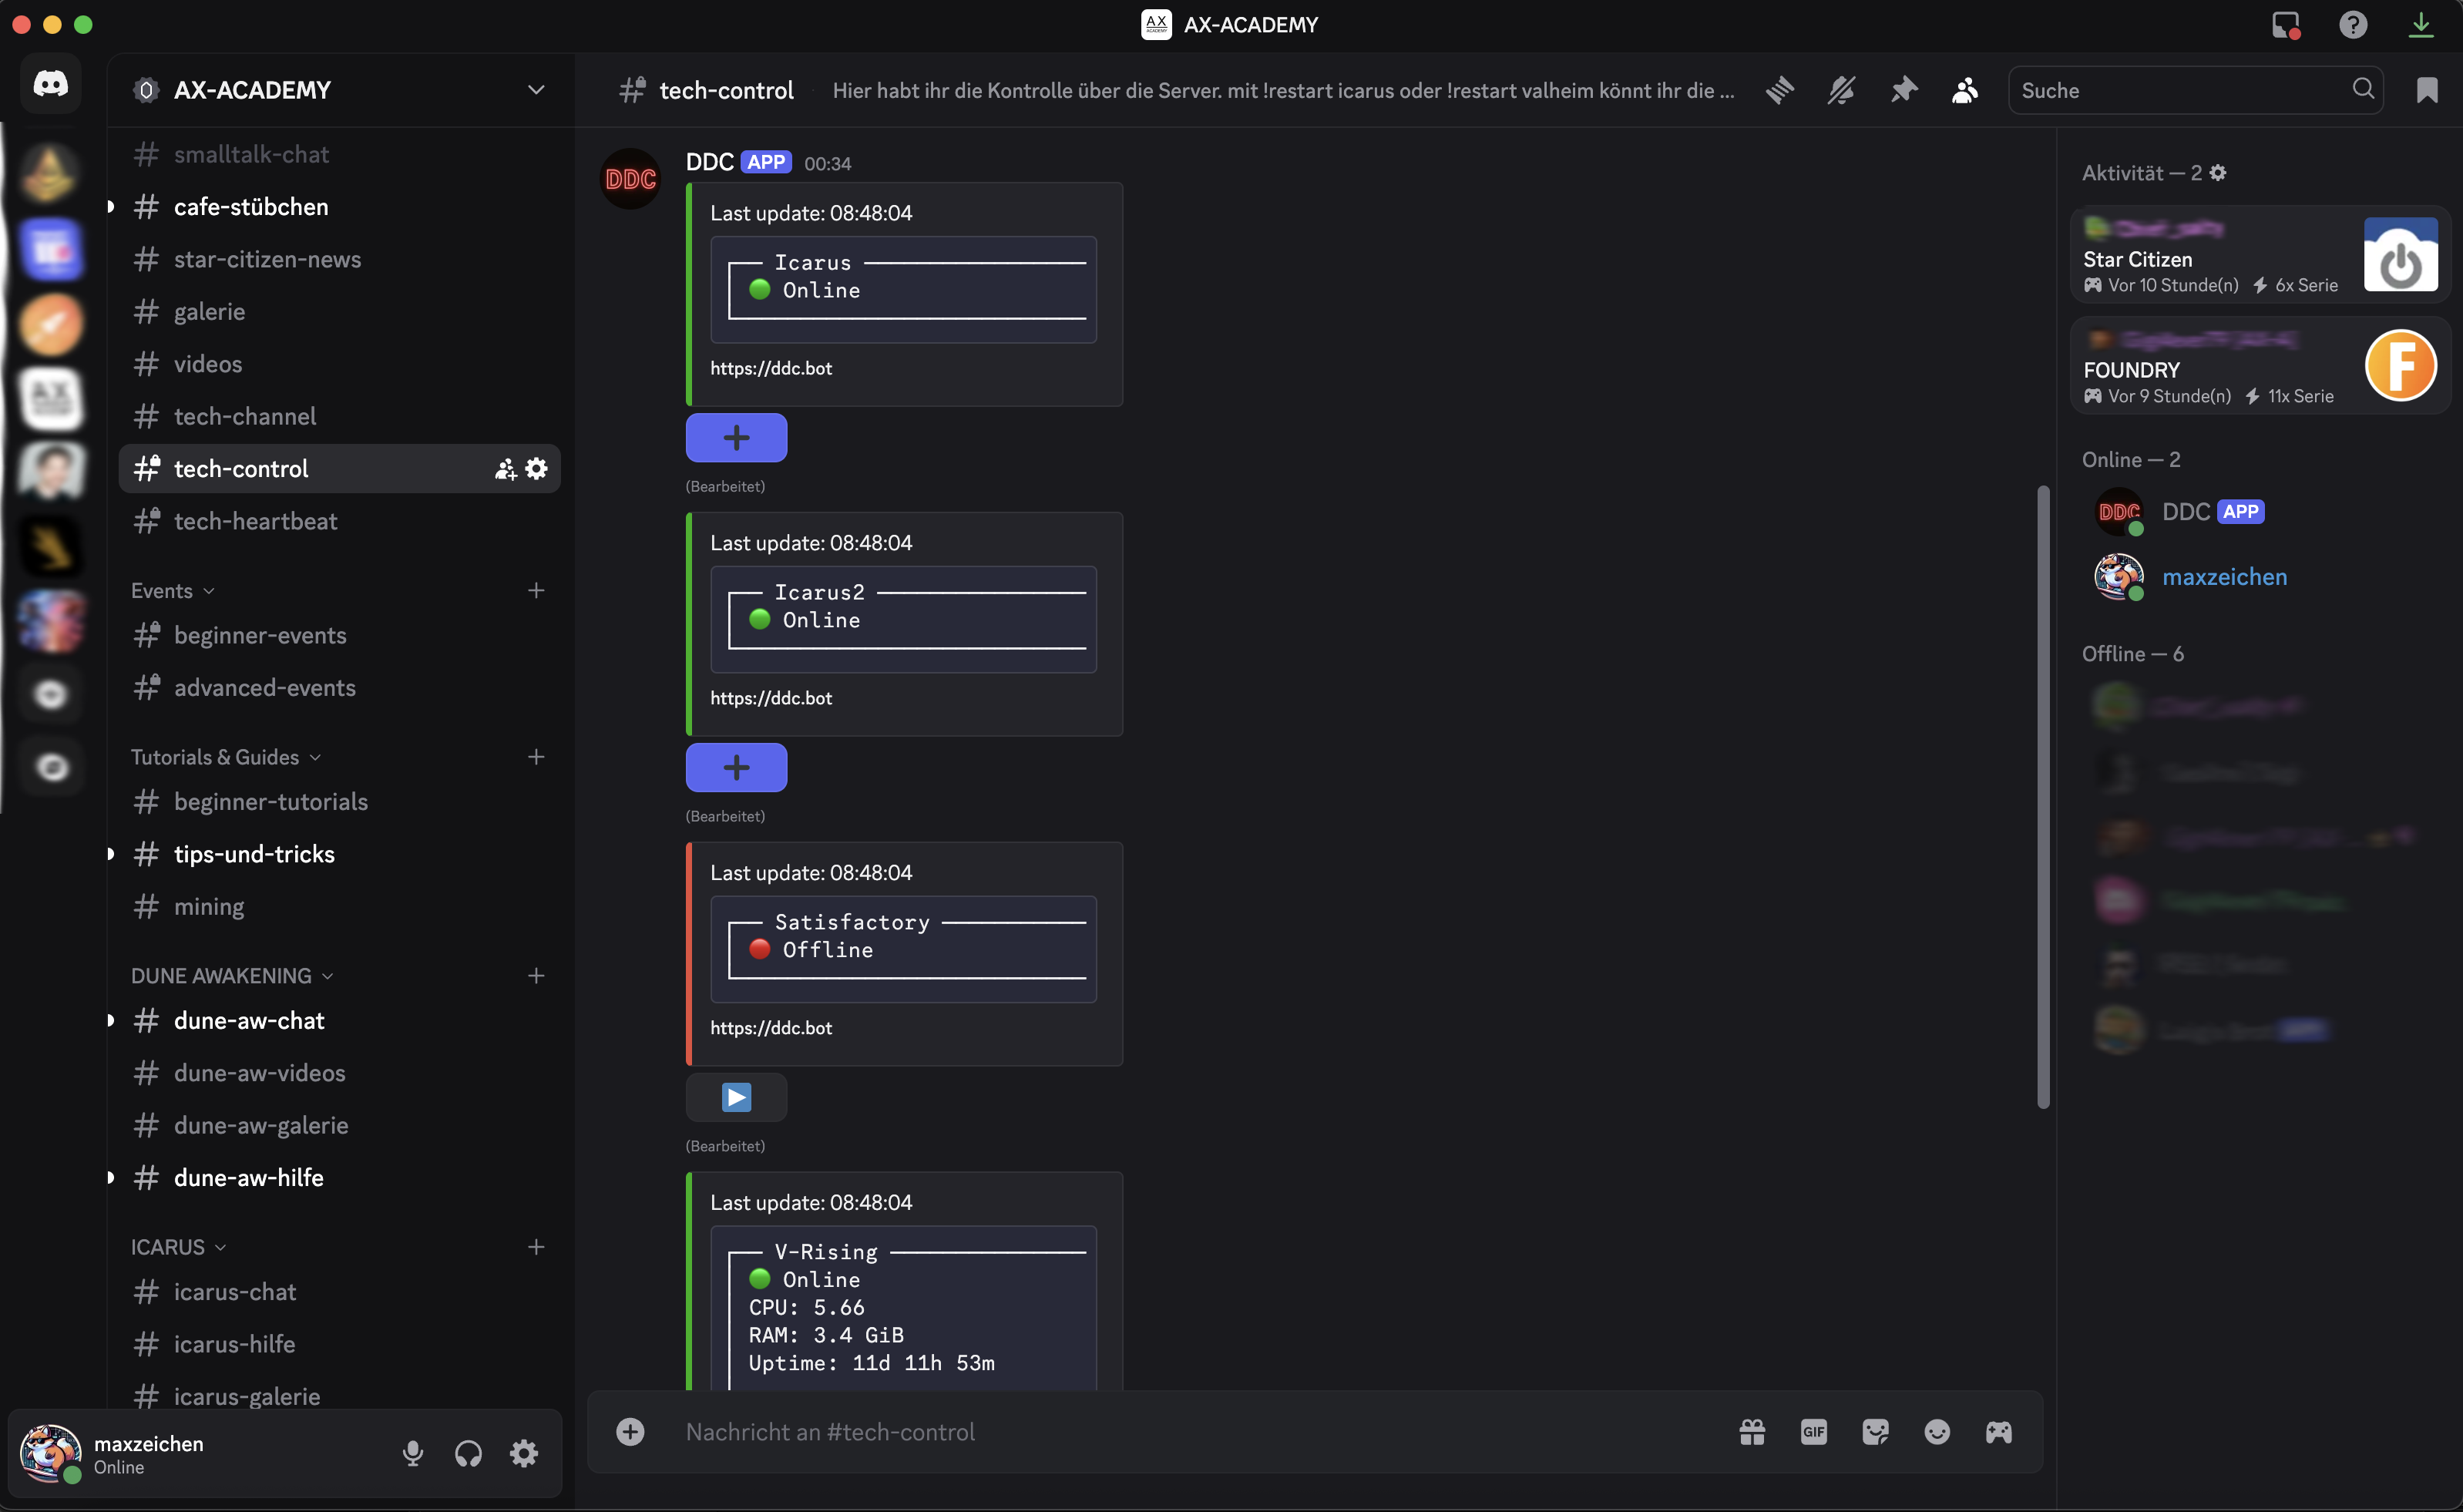 AX ACADEMY AX-ACADEMY
AX-ACADEMY
smalltalk-chat
cafe-stübchen
star-citizen-news
galerie
videos
tech-channel
tech-control
tech-heartbeat
Events
beginner-events
advanced-events
Tutorials & Guides
beginner-tutorials
tips-und-tricks
mining
DUNE AWAKENING
dune-aw-chat
dune-aw-videos
dune-aw-galerie
dune-aw-hilfe
ICARUS
icarus-chat
icarus-hilfe
icarus-galerie
maxzeichen
Online
tech-control Hier habt ihr die Kontrolle über die Server. mit !restart icarus oder !restart valheim könnt ihr die ...
Suche
DDC
DDC APP 00:34
Last update: 08:48:04
Icarus
Online
https://ddc.bot
(Bearbeitet)
Last update: 08:48:04
Icarus2
Online
https://ddc.bot
(Bearbeitet)
Last update: 08:48:04
Satisfactory
Offline
https://ddc.bot
(Bearbeitet)
Last update: 08:48:04
V-Rising
Online
CPU: 5.66
RAM: 3.4 GiB
Uptime: 11d 11h 53m
Nachricht an #tech-control
GIF
Aktivität — 2
Star Citizen
Vor 10 Stunde(n) 6x Serie
FOUNDRY
Vor 9 Stunde(n) 11x Serie
F
Online — 2
DDC
DDC APP
maxzeichen
Offline — 6